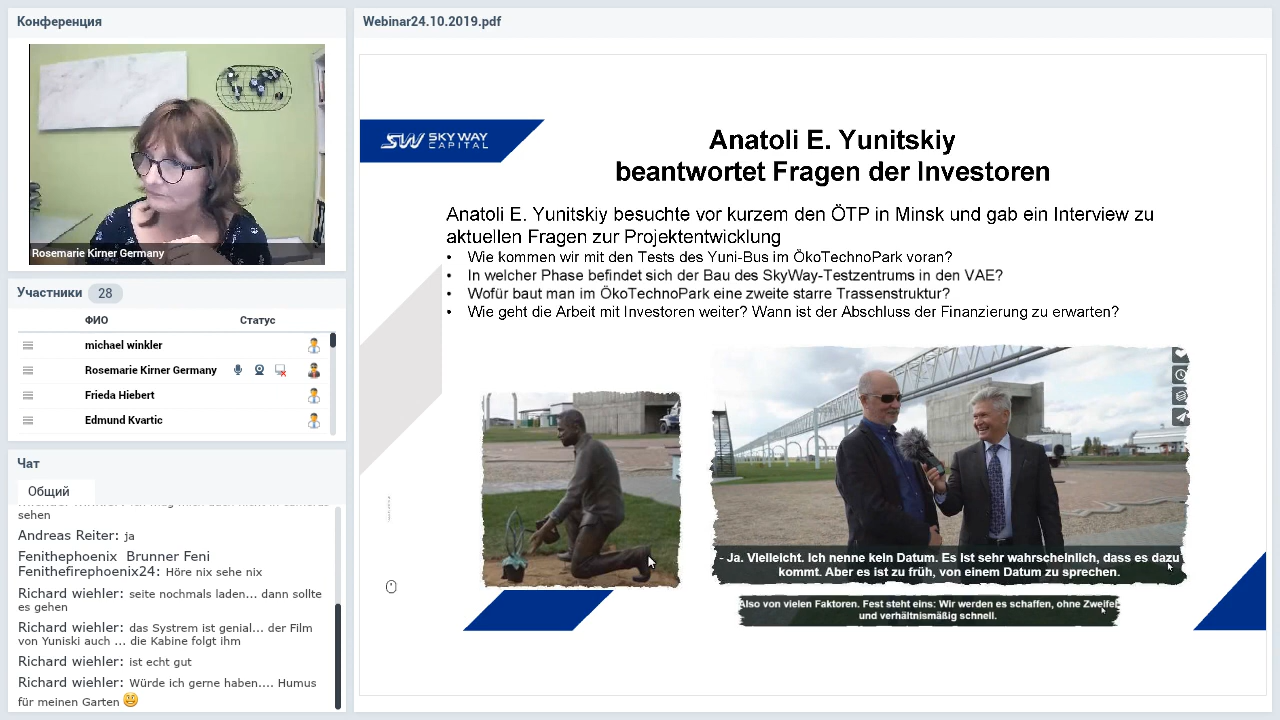 Конференция
Rosemarie Kirner Germany
Участники 28
ФИО Статус
michael winkler
Rosemarie Kirner Germany
Frieda Hiebert
Edmund Kvartic
Чат
Общий
sehen
Andreas Reiter: ja
Fenithephoenix Brunner Feni
Fenithefirephoenix24: Höre nix sehe nix
Richard wiehler: seite nochmals laden... dann sollte
es gehen
Richard wiehler: das Systrem ist genial... der Film
von Yuniski auch ... die Kabine folgt ihm
Richard wiehler: ist echt gut
Richard wiehler: Würde ich gerne haben.... Humus
für meinen Garten
Webinar24.10.2019.pdf
SW SKY WAY
CAPITAL
Anatoli E. Yunitskiy
beantwortet Fragen der Investoren
Anatoli E. Yunitskiy besuchte vor kurzem den ÖTP in Minsk und gab ein Interview zu
aktuellen Fragen zur Projektentwicklung
• Wie kommen wir mit den Tests des Yuni-Bus im ÖkoTechnoPark voran?
• In welcher Phase befindet sich der Bau des SkyWay-Testzentrums in den VAE?
• Wofür baut man im ÖkoTechnoPark eine zweite starre Trassenstruktur?
• Wie geht die Arbeit mit Investoren weiter? Wann ist der Abschluss der Finanzierung zu erwarten?
- Ja. Vielleicht. Ich nenne kein Datum. Es ist sehr wahrscheinlich, dass es dazu
kommt. Aber es ist zu früh, von einem Datum zu sprechen.
Also von vielen Faktoren. Fest steht eins: Wir werden es schaffen, ohne Zweifel
und verhältnismäßig schnell.